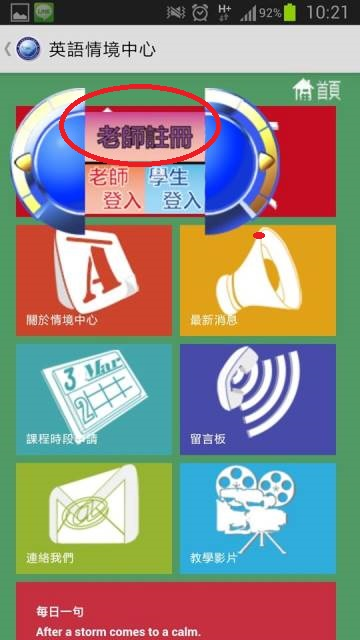 LINE
H+
92%
10:21
英語情境中心
首頁
老師註冊
老師
登入
學生
登入
A
關於情境中心
最新消息
3 Mar
2
課程時段申請
留言板
@
連絡我們
教學影片
每日一句
After a storm comes to a calm.